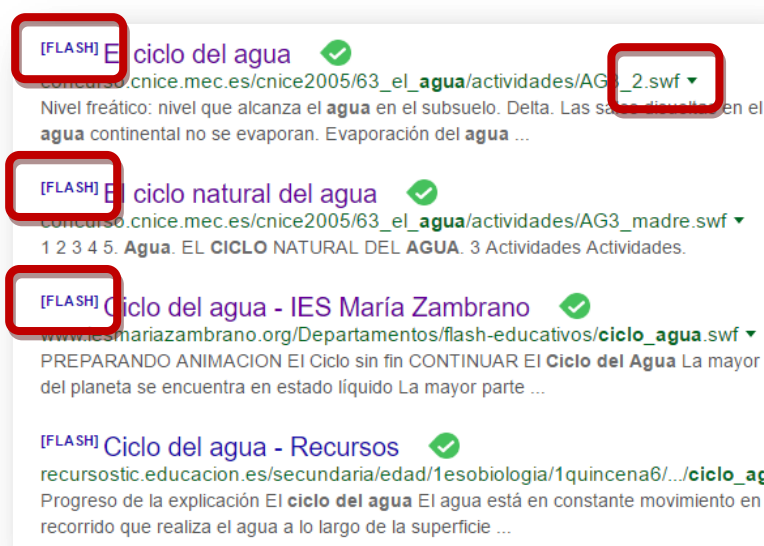 [FLASH] El ciclo del agua
concurso.cnice.mec.es/cnice2005/63_el_agua/actividades/AG3_2.swf
Nivel freático: nivel que alcanza el agua en el subsuelo. Delta. Las sales disueltas en el
agua continental no se evaporan. Evaporación del agua ...
[FLASH] El ciclo natural del agua
concurso.cnice.mec.es/cnice2005/63_el_agua/actividades/AG3_madre.swf
1 2 3 4 5. Agua. EL CICLO NATURAL DEL AGUA. 3 Actividades Actividades.
[FLASH] Ciclo del agua - IES María Zambrano
www.iesmariazambrano.org/Departamentos/flash-educativos/ciclo_agua.swf
PREPARANDO ANIMACION El Ciclo sin fin CONTINUAR El Ciclo del Agua La mayor
del planeta se encuentra en estado líquido La mayor parte ...
[FLASH] Ciclo del agua - Recursos
recursostic.educacion.es/secundaria/edad/1esobiologia/1quincena6/.../ciclo_ag
Progreso de la explicación El ciclo del agua El agua está en constante movimiento en
recorrido que realiza el agua a lo largo de la superficie ...